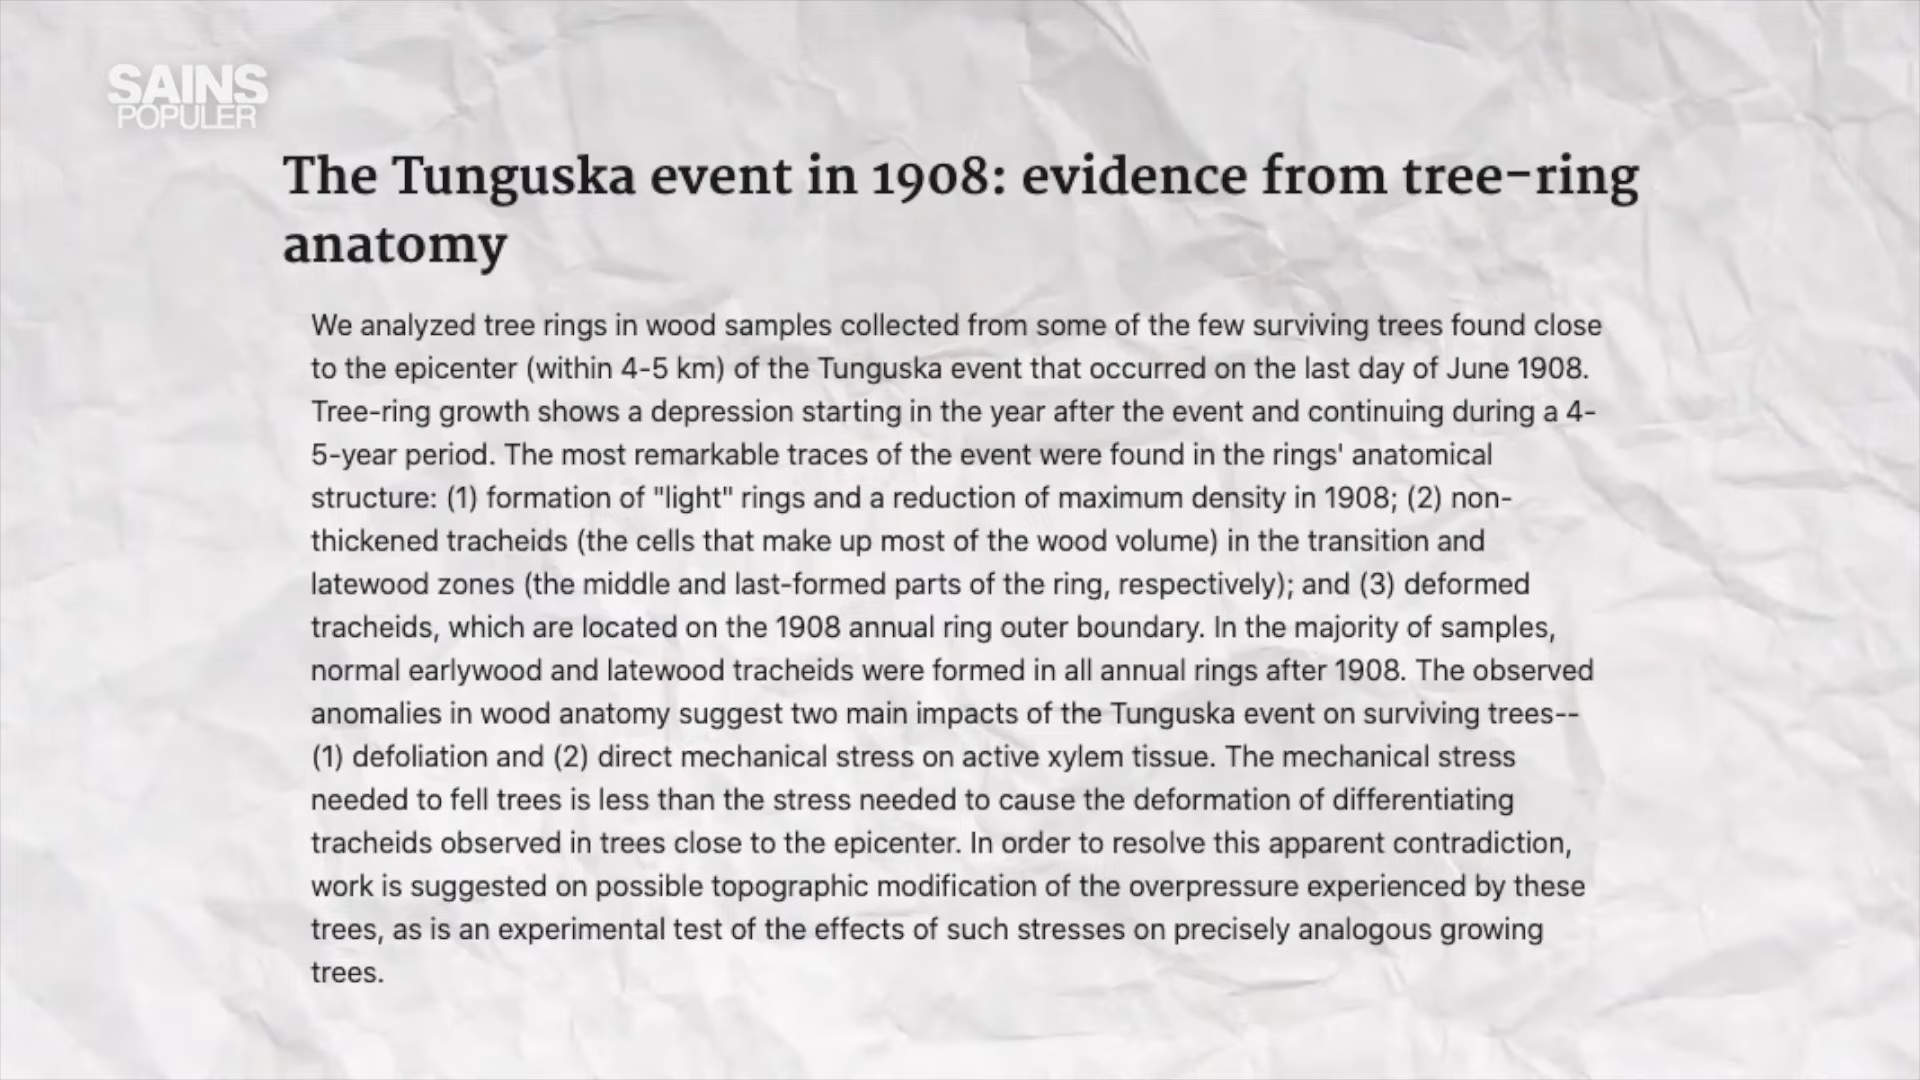 SAINS
POPULER
The Tunguska event in 1908: evidence from tree-ring
anatomy
We analyzed tree rings in wood samples collected from some of the few surviving trees found close
to the epicenter (within 4-5 km) of the Tunguska event that occurred on the last day of June 1908.
Tree-ring growth shows a depression starting in the year after the event and continuing during a 4-
5-year period. The most remarkable traces of the event were found in the rings' anatomical
structure: (1) formation of "light" rings and a reduction of maximum density in 1908; (2) non-
thickened tracheids (the cells that make up most of the wood volume) in the transition and
latewood zones (the middle and last-formed parts of the ring, respectively); and (3) deformed
tracheids, which are located on the 1908 annual ring outer boundary. In the majority of samples,
normal earlywood and latewood tracheids were formed in all annual rings after 1908. The observed
anomalies in wood anatomy suggest two main impacts of the Tunguska event on surviving trees--
(1) defoliation and (2) direct mechanical stress on active xylem tissue. The mechanical stress
needed to fell trees is less than the stress needed to cause the deformation of differentiating
tracheids observed in trees close to the epicenter. In order to resolve this apparent contradiction,
work is suggested on possible topographic modification of the overpressure experienced by these
trees, as is an experimental test of the effects of such stresses on precisely analogous growing
trees.